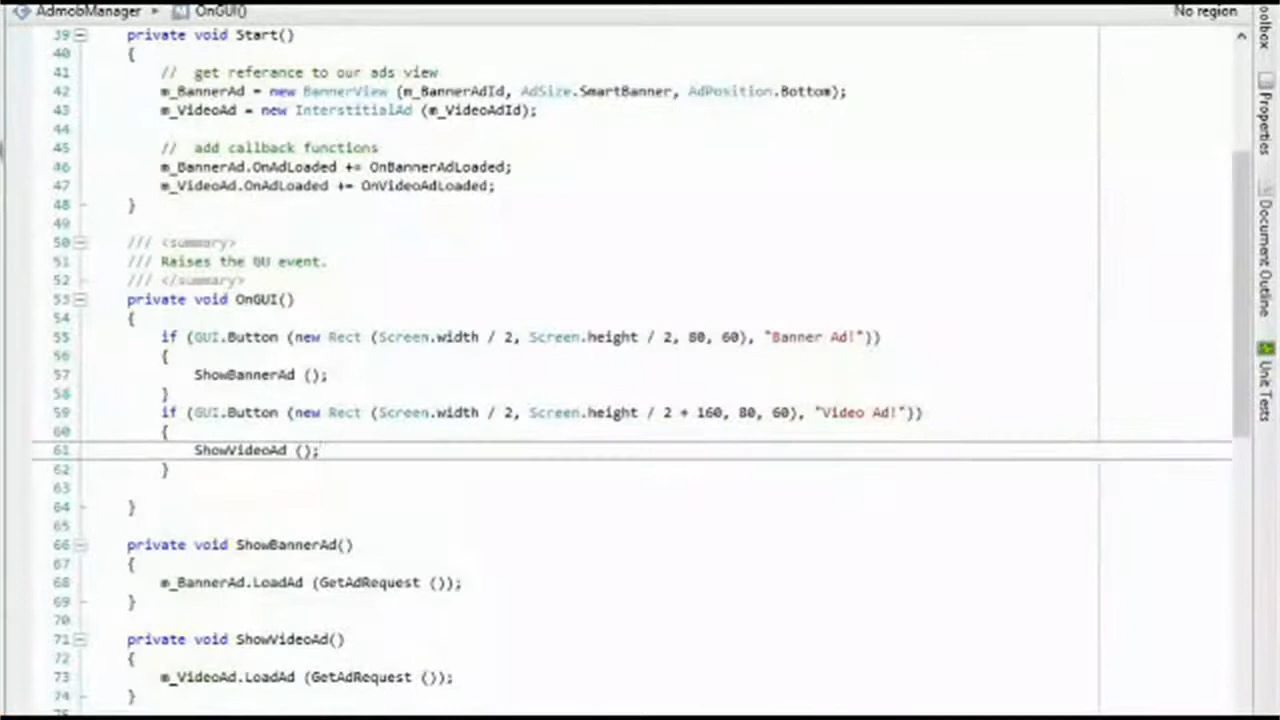 AdmobManager ▸ OnGUI()
No region
39 private void Start()
40 {
41 // get referance to our ads view
42 m_BannerAd = new BannerView (m_BannerAdId, AdSize.SmartBanner, AdPosition.Bottom);
43 m_VideoAd = new InterstitialAd (m_VideoAdId);
44
45 // add callback functions
46 m_BannerAd.OnAdLoaded += OnBannerAdLoaded;
47 m_VideoAd.OnAdLoaded += OnVideoAdLoaded;
48 }
49
50 /// <summary>
51 /// Raises the GU event.
52 /// </summary>
53 private void OnGUI()
54 {
55 if (GUI.Button (new Rect (Screen.width / 2, Screen.height / 2, 80, 60), "Banner Ad!"))
56 {
57 ShowBannerAd ();
58 }
59 if (GUI.Button (new Rect (Screen.width / 2, Screen.height / 2 + 160, 80, 60), "Video Ad!"))
60 {
61 ShowVideoAd ();
62 }
63
64 }
65
66 private void ShowBannerAd()
67 {
68 m_BannerAd.LoadAd (GetAdRequest ());
69 }
70
71 private void ShowVideoAd()
72 {
73 m_VideoAd.LoadAd (GetAdRequest ());
74 }
Properties
Document Outline
Unit Tests